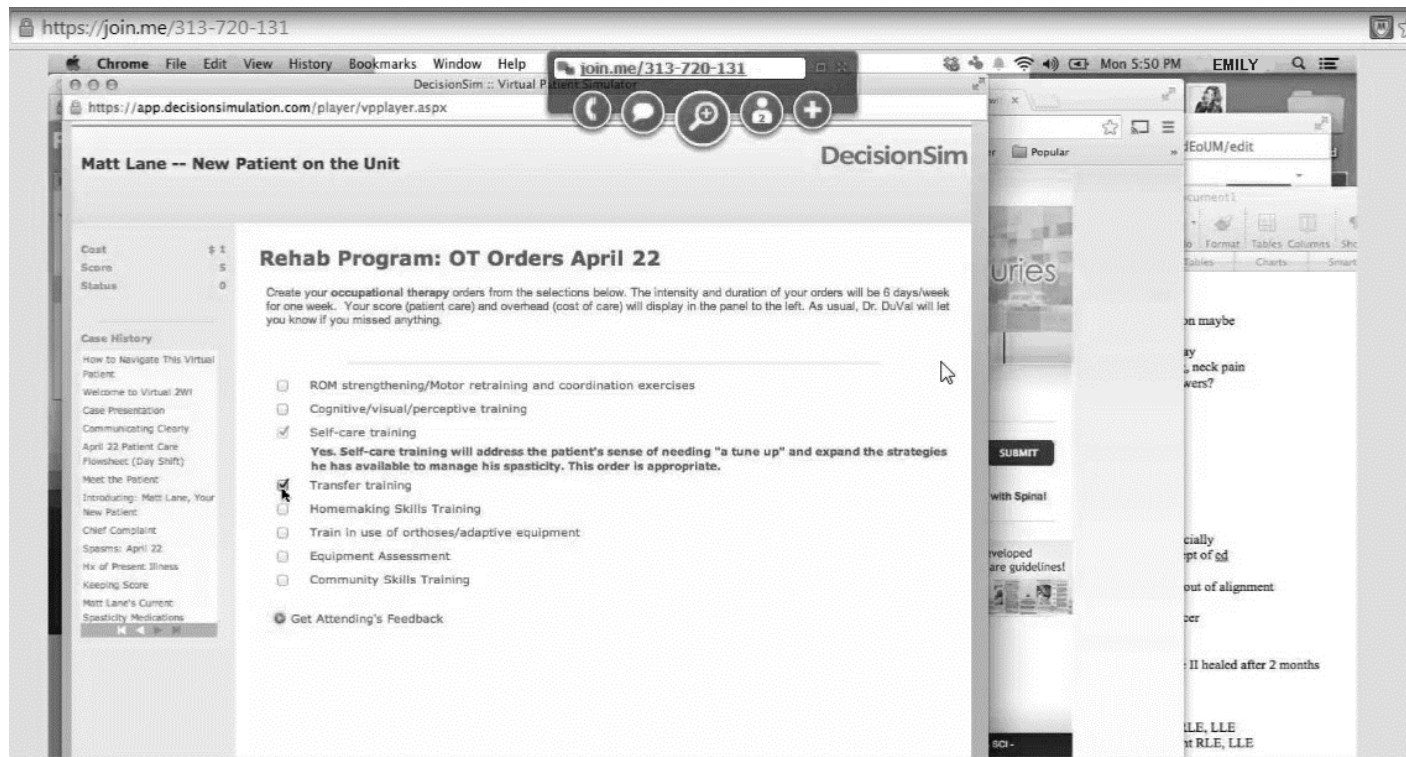 https://join.me/313-720-131
Chrome File Edit View History Bookmarks Window Help
join.me/313-720-131
Mon 5:50 PM EMILY
DecisionSim :: Virtual Patient Simulator
https://app.decisionsimulation.com/player/vpplayer.aspx
2
Matt Lane -- New Patient on the Unit
DecisionSim
Cost $ 1
Score 5
Status 0
Case History
How to Navigate This Virtual
Patient
Welcome to Virtual 2W!
Case Presentation
Communicating Clearly
April 22 Patient Care
Flowsheet (Day Shift)
Meet the Patient
Introducing: Matt Lane, Your
New Patient
Chief Complaint
Spasms: April 22
Hx of Present Illness
Keeping Score
Matt Lane's Current
Spasticity Medications
Rehab Program: OT Orders April 22
Create your occupational therapy orders from the selections below. The intensity and duration of your orders will be 6 days/week
for one week. Your score (patient care) and overhead (cost of care) will display in the panel to the left. As usual, Dr. DuVal will let
you know if you missed anything.
ROM strengthening/Motor retraining and coordination exercises
Cognitive/visual/perceptive training
Self-care training
Yes. Self-care training will address the patient's sense of needing "a tune up" and expand the strategies
he has available to manage his spasticity. This order is appropriate.
Transfer training
Homemaking Skills Training
Train in use of orthoses/adaptive equipment
Equipment Assessment
Community Skills Training
Get Attending's Feedback
Popular
uries
SUBMIT
with Spinal
veloped
are guidelines!
SCI -
dEoUM/edit
cument1
Format Tables Columns
Tables Charts Smart
on maybe
ay
, neck pain
wers?
cially
ept of ed
out of alignment
cer
II healed after 2 months
RLE, LLE
nt RLE, LLE